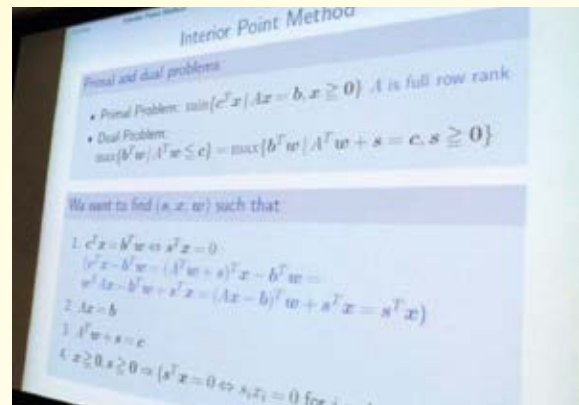 Interior Point Method
Primal and dual problems
• Primal Problem: min{c^T x | Ax = b, x ≧ 0} A is full row rank
• Dual Problem:
max{b^T w | A^T w ≦ c} = max{b^T w | A^T w + s = c, s ≧ 0}
We want to find (s, x, w) such that
1. c^T x = b^T w ⇔ s^T x = 0
(c^T x − b^T w = (A^T w + s)^T x − b^T w =
w^T Ax − b^T w + s^T x = (Ax − b)^T w + s^T x = s^T x)
2. Ax = b
3. A^T w + s = c
4. x ≧ 0, s ≧ 0 ⇒ (s^T x = 0 ⇔ s_i x_i = 0 for